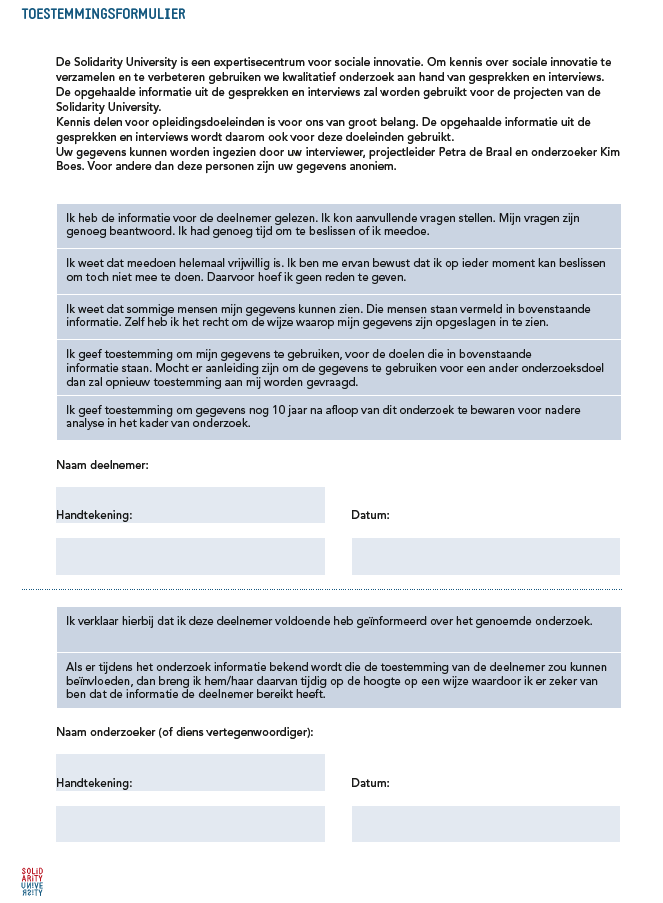 TOESTEMMINGSFORMULIER
De Solidarity University is een expertisecentrum voor sociale innovatie. Om kennis over sociale innovatie te
verzamelen en te verbeteren gebruiken we kwalitatief onderzoek aan hand van gesprekken en interviews.
De opgehaalde informatie uit de gesprekken en interviews zal worden gebruikt voor de projecten van de
Solidarity University.
Kennis delen voor opleidingsdoeleinden is voor ons van groot belang. De opgehaalde informatie uit de
gesprekken en interviews wordt daarom ook voor deze doeleinden gebruikt.
Uw gegevens kunnen worden ingezien door uw interviewer, projectleider Petra de Braal en onderzoeker Kim
Boes. Voor andere dan deze personen zijn uw gegevens anoniem.
Ik heb de informatie voor de deelnemer gelezen. Ik kon aanvullende vragen stellen. Mijn vragen zijn
genoeg beantwoord. Ik had genoeg tijd om te beslissen of ik meedoe.
Ik weet dat meedoen helemaal vrijwillig is. Ik ben me ervan bewust dat ik op ieder moment kan beslissen
om toch niet mee te doen. Daarvoor hoef ik geen reden te geven.
Ik weet dat sommige mensen mijn gegevens kunnen zien. Die mensen staan vermeld in bovenstaande
informatie. Zelf heb ik het recht om de wijze waarop mijn gegevens zijn opgeslagen in te zien.
Ik geef toestemming om mijn gegevens te gebruiken, voor de doelen die in bovenstaande
informatie staan. Mocht er aanleiding zijn om de gegevens te gebruiken voor een ander onderzoeksdoel
dan zal opnieuw toestemming aan mij worden gevraagd.
Ik geef toestemming om gegevens nog 10 jaar na afloop van dit onderzoek te bewaren voor nadere
analyse in het kader van onderzoek.
Naam deelnemer:
Handtekening: Datum:
Ik verklaar hierbij dat ik deze deelnemer voldoende heb geïnformeerd over het genoemde onderzoek.
Als er tijdens het onderzoek informatie bekend wordt die de toestemming van de deelnemer zou kunnen
beïnvloeden, dan breng ik hem/haar daarvan tijdig op de hoogte op een wijze waardoor ik er zeker van
ben dat de informatie de deelnemer bereikt heeft.
Naam onderzoeker (of diens vertegenwoordiger):
Handtekening: Datum:
SOLID
ARITY
UNIVE
RSITY